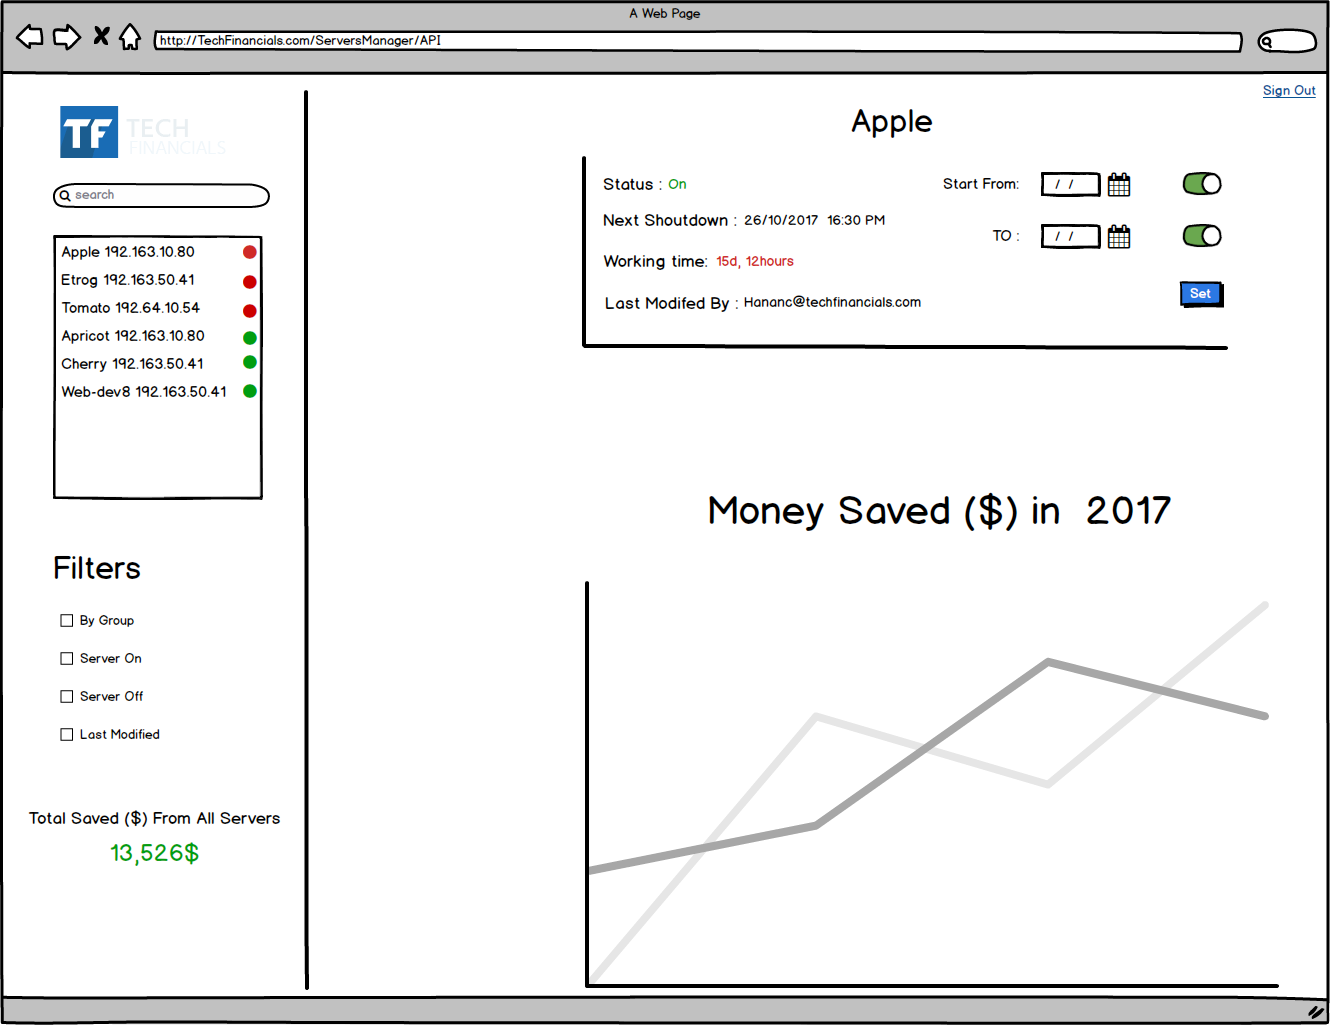 A Web Page
http://TechFinancials.com/ServersManager/API
Sign Out
TF TECH
FINANCIALS
search
Apple 192.163.10.80
Etrog 192.163.50.41
Tomato 192.64.10.54
Apricot 192.163.10.80
Cherry 192.163.50.41
Web-dev8 192.163.50.41
Filters
By Group
Server On
Server Off
Last Modified
Total Saved ($) From All Servers
13,526$
Apple
Status : On
Next Shoutdown : 26/10/2017 16:30 PM
Working time: 15d, 12hours
Last Modifed By : Hananc@techfinancials.com
Start From: / /
TO : / /
Set
Money Saved ($) in 2017